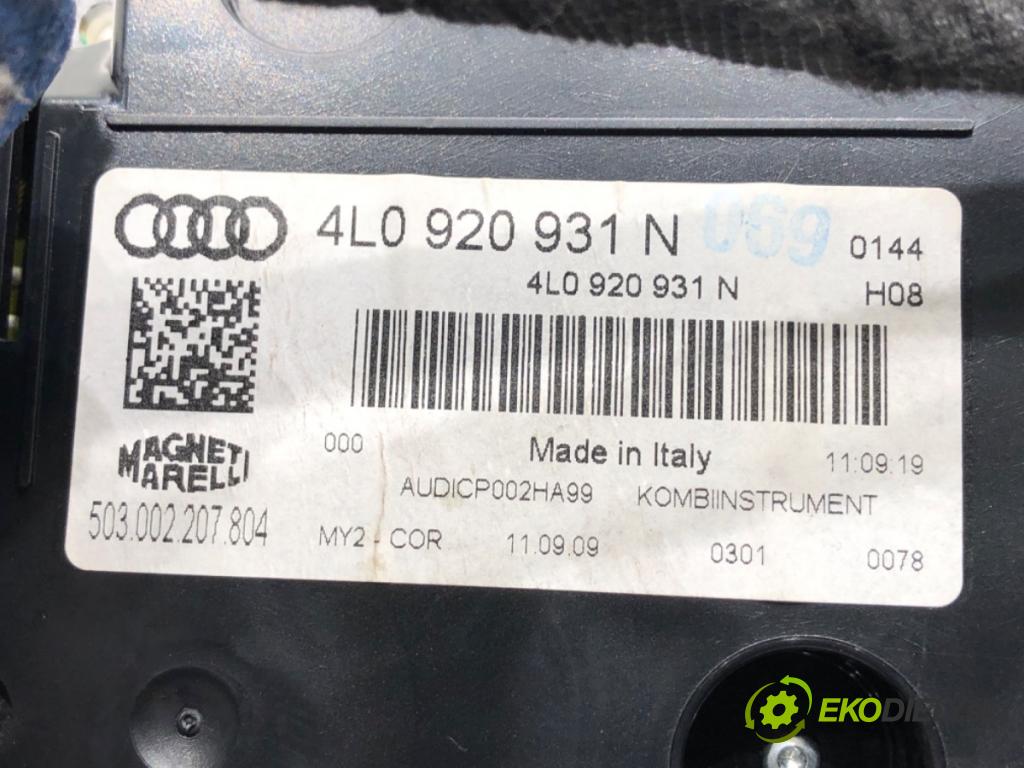 4L0 920 931 N 069 0144
4L0 920 931 N H08
000 Made in Italy 11:09:19
MAGNETI
MARELLI
AUDICP002HA99 KOMBIINSTRUMENT
503.002.207.804 MY2 - COR 11.09.09 0301 0078